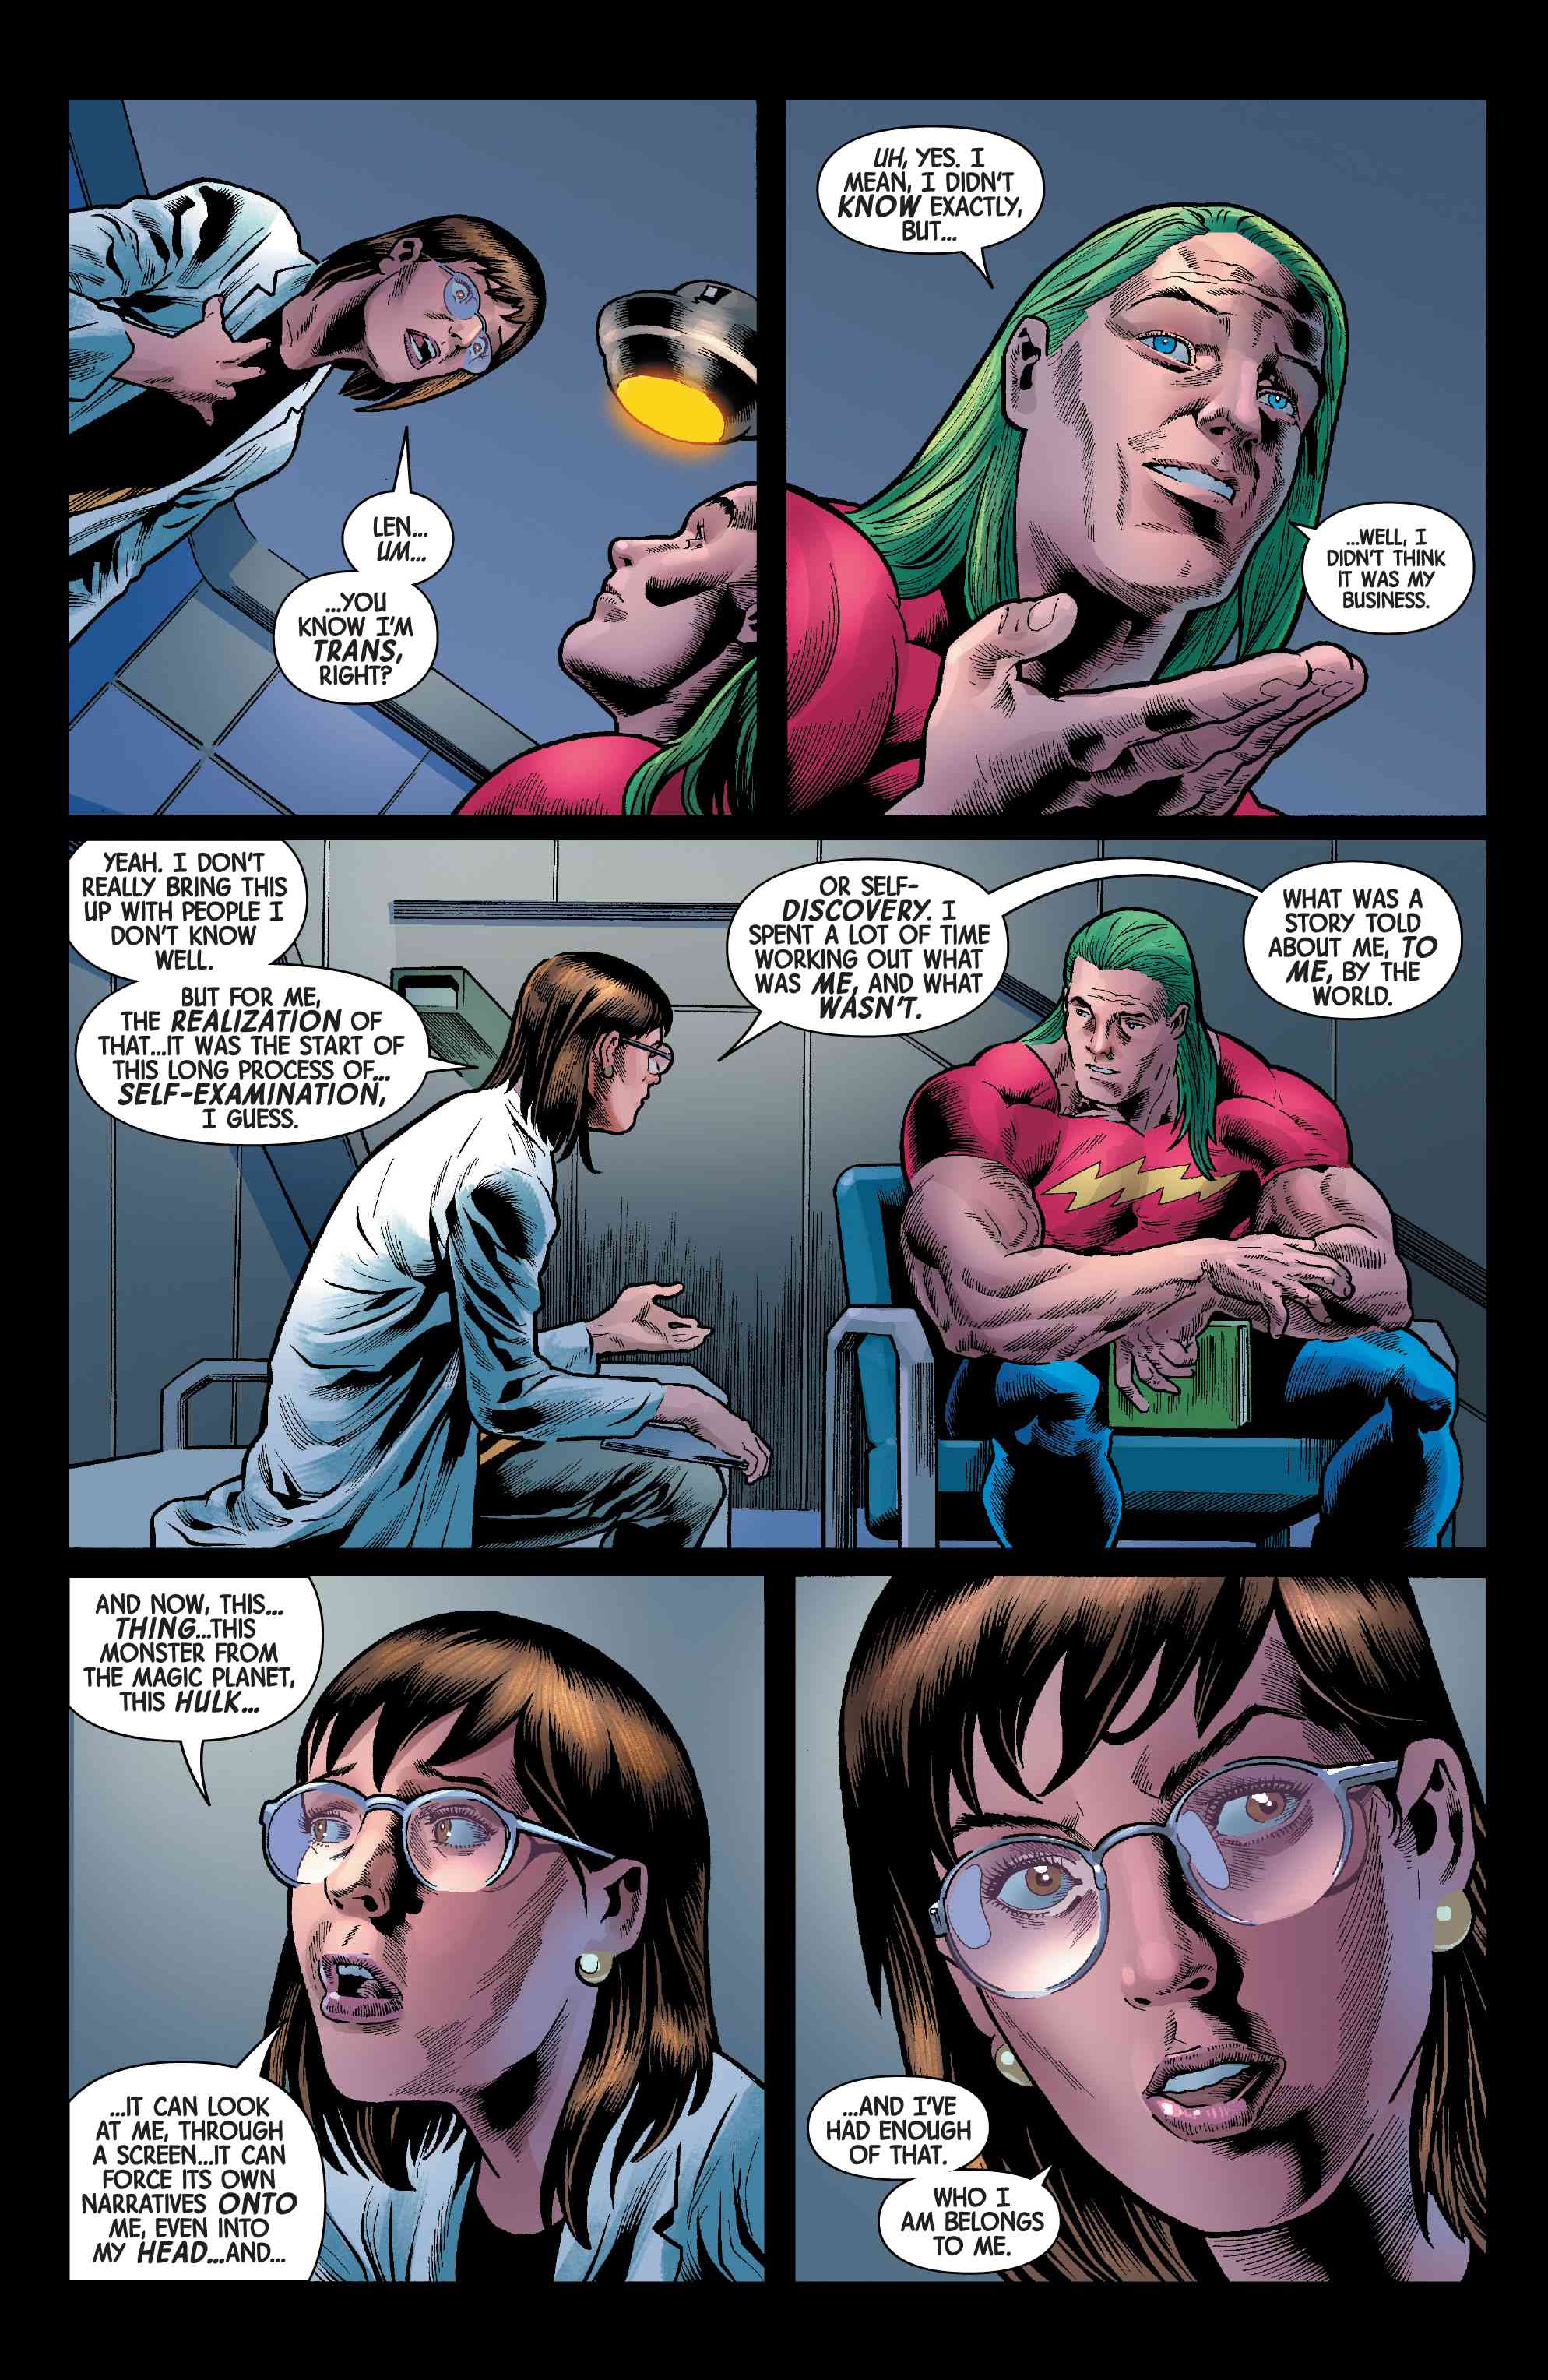 LEN...
UM...
...YOU
KNOW I'M
TRANS,
RIGHT?
UH, YES. I
MEAN, I DIDN'T
KNOW EXACTLY,
BUT...
...WELL, I
DIDN'T THINK
IT WAS MY
BUSINESS.
YEAH. I DON'T
REALLY BRING THIS
UP WITH PEOPLE I
DON'T KNOW
WELL.
BUT FOR ME,
THE REALIZATION OF
THAT...IT WAS THE START OF
THIS LONG PROCESS OF...
SELF-EXAMINATION,
I GUESS.
OR SELF-
DISCOVERY. I
SPENT A LOT OF TIME
WORKING OUT WHAT
WAS ME, AND WHAT
WASN'T.
WHAT WAS A
STORY TOLD
ABOUT ME, TO
ME, BY THE
WORLD.
AND NOW, THIS...
THING...THIS
MONSTER FROM
THE MAGIC PLANET,
THIS HULK...
...IT CAN LOOK
AT ME, THROUGH
A SCREEN...IT CAN
FORCE ITS OWN
NARRATIVES ONTO
ME, EVEN INTO
MY HEAD...AND...
...AND I'VE
HAD ENOUGH
OF THAT.
WHO I
AM BELONGS
TO ME.